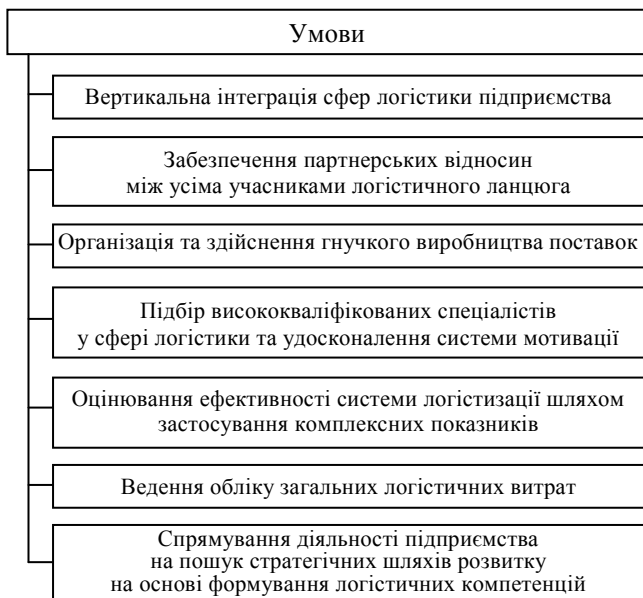 Умови
Вертикальна інтеграція сфер логістики підприємства
Забезпечення партнерських відносин
між усіма учасниками логістичного ланцюга
Організація та здійснення гнучкого виробництва поставок
Підбір висококваліфікованих спеціалістів
у сфері логістики та удосконалення системи мотивації
Оцінювання ефективності системи логістизації шляхом
застосування комплексних показників
Ведення обліку загальних логістичних витрат
Спрямування діяльності підприємства
на пошук стратегічних шляхів розвитку
на основі формування логістичних компетенцій